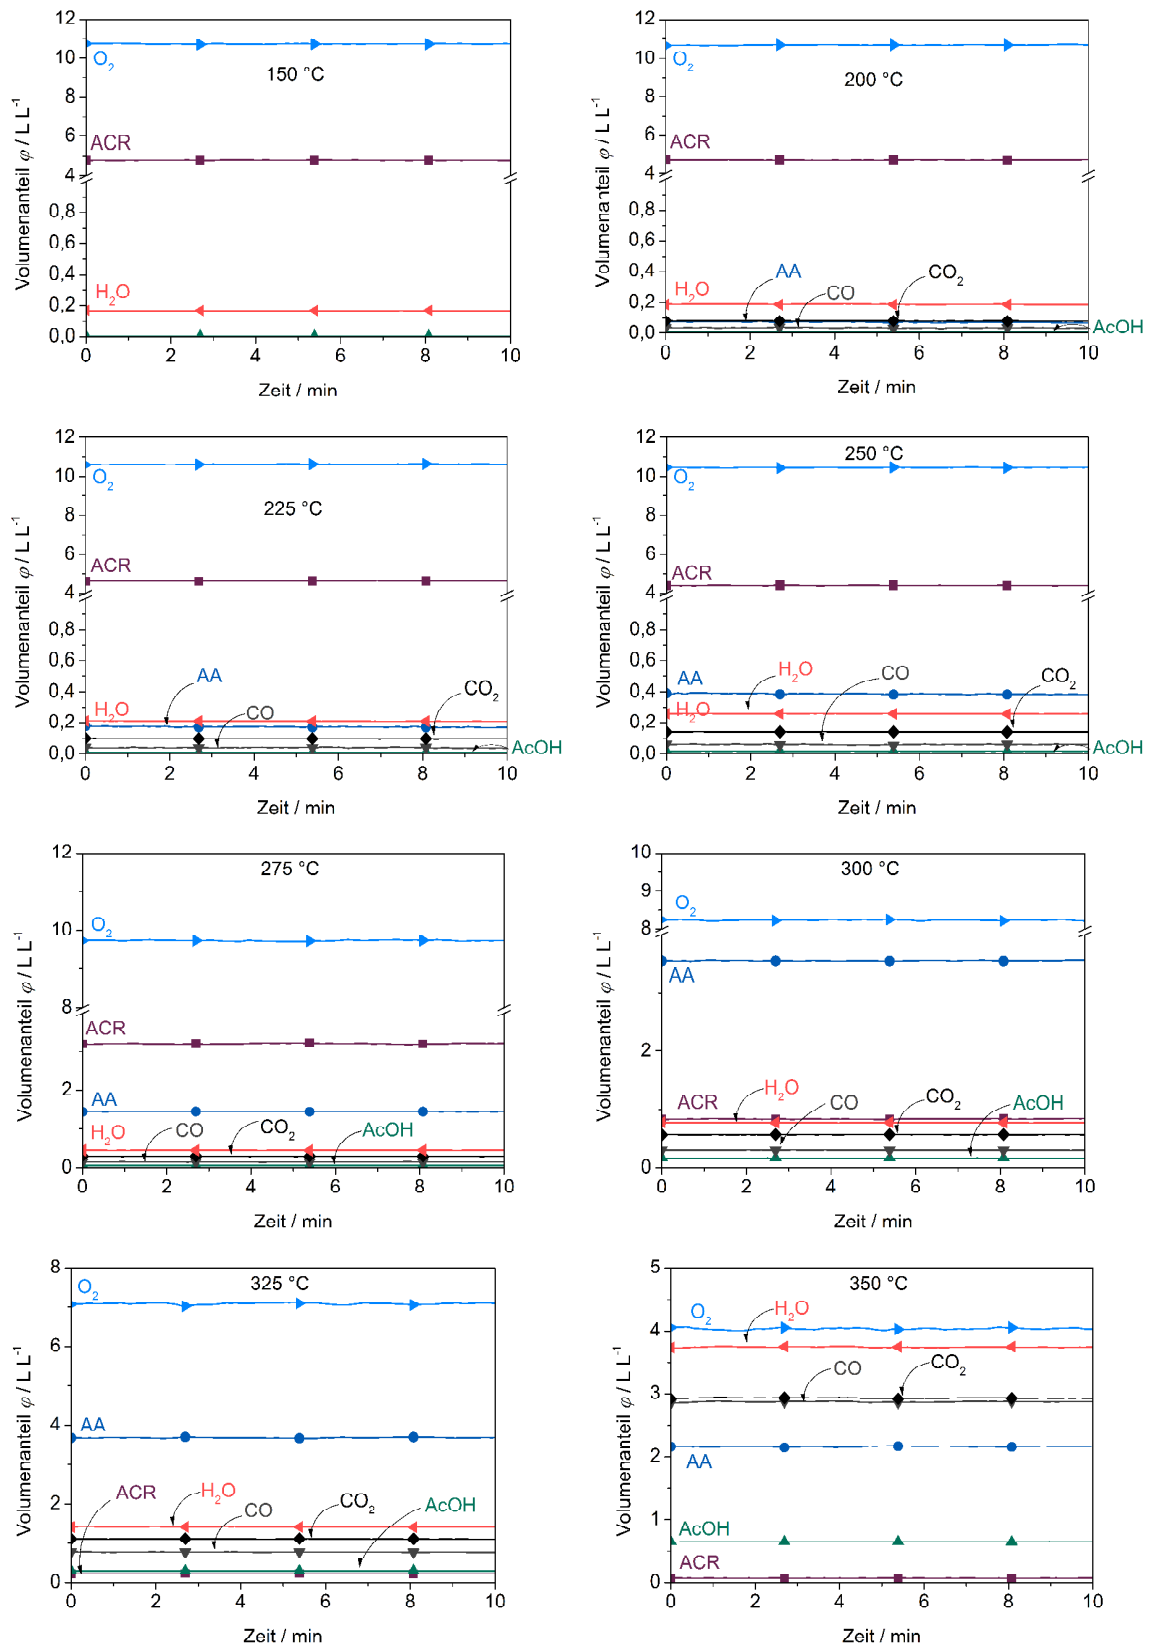 150 °C
Volumenanteil φ / L L⁻¹
12
10
8
6
4
0,8
0,6
0,4
0,2
0,0
O₂
ACR
H₂O
0 2 4 6 8 10
Zeit / min
200 °C
Volumenanteil φ / L L⁻¹
12
10
8
6
4
0,8
0,6
0,4
0,2
0,0
O₂
ACR
H₂O
AA
CO
CO₂
AcOH
0 2 4 6 8 10
Zeit / min
225 °C
Volumenanteil φ / L L⁻¹
12
10
8
6
4
0,8
0,6
0,4
0,2
0,0
O₂
ACR
H₂O
AA
CO
CO₂
AcOH
0 2 4 6 8 10
Zeit / min
250 °C
Volumenanteil φ / L L⁻¹
12
10
8
6
4
0,8
0,6
0,4
0,2
0,0
O₂
ACR
AA
H₂O
H₂O
CO
CO₂
AcOH
0 2 4 6 8 10
Zeit / min
275 °C
Volumenanteil φ / L L⁻¹
12
10
8
2
0
O₂
ACR
AA
H₂O
CO
CO₂
AcOH
0 2 4 6 8 10
Zeit / min
300 °C
Volumenanteil φ / L L⁻¹
10
8
8
2
0
O₂
AA
ACR
H₂O
CO
CO₂
AcOH
0 2 4 6 8 10
Zeit / min
325 °C
Volumenanteil φ / L L⁻¹
8
6
4
2
0
O₂
AA
ACR
H₂O
CO
CO₂
AcOH
0 2 4 6 8 10
Zeit / min
350 °C
Volumenanteil φ / L L⁻¹
5
4
3
2
1
0
O₂
H₂O
CO
CO₂
AA
AcOH
ACR
0 2 4 6 8 10
Zeit / min